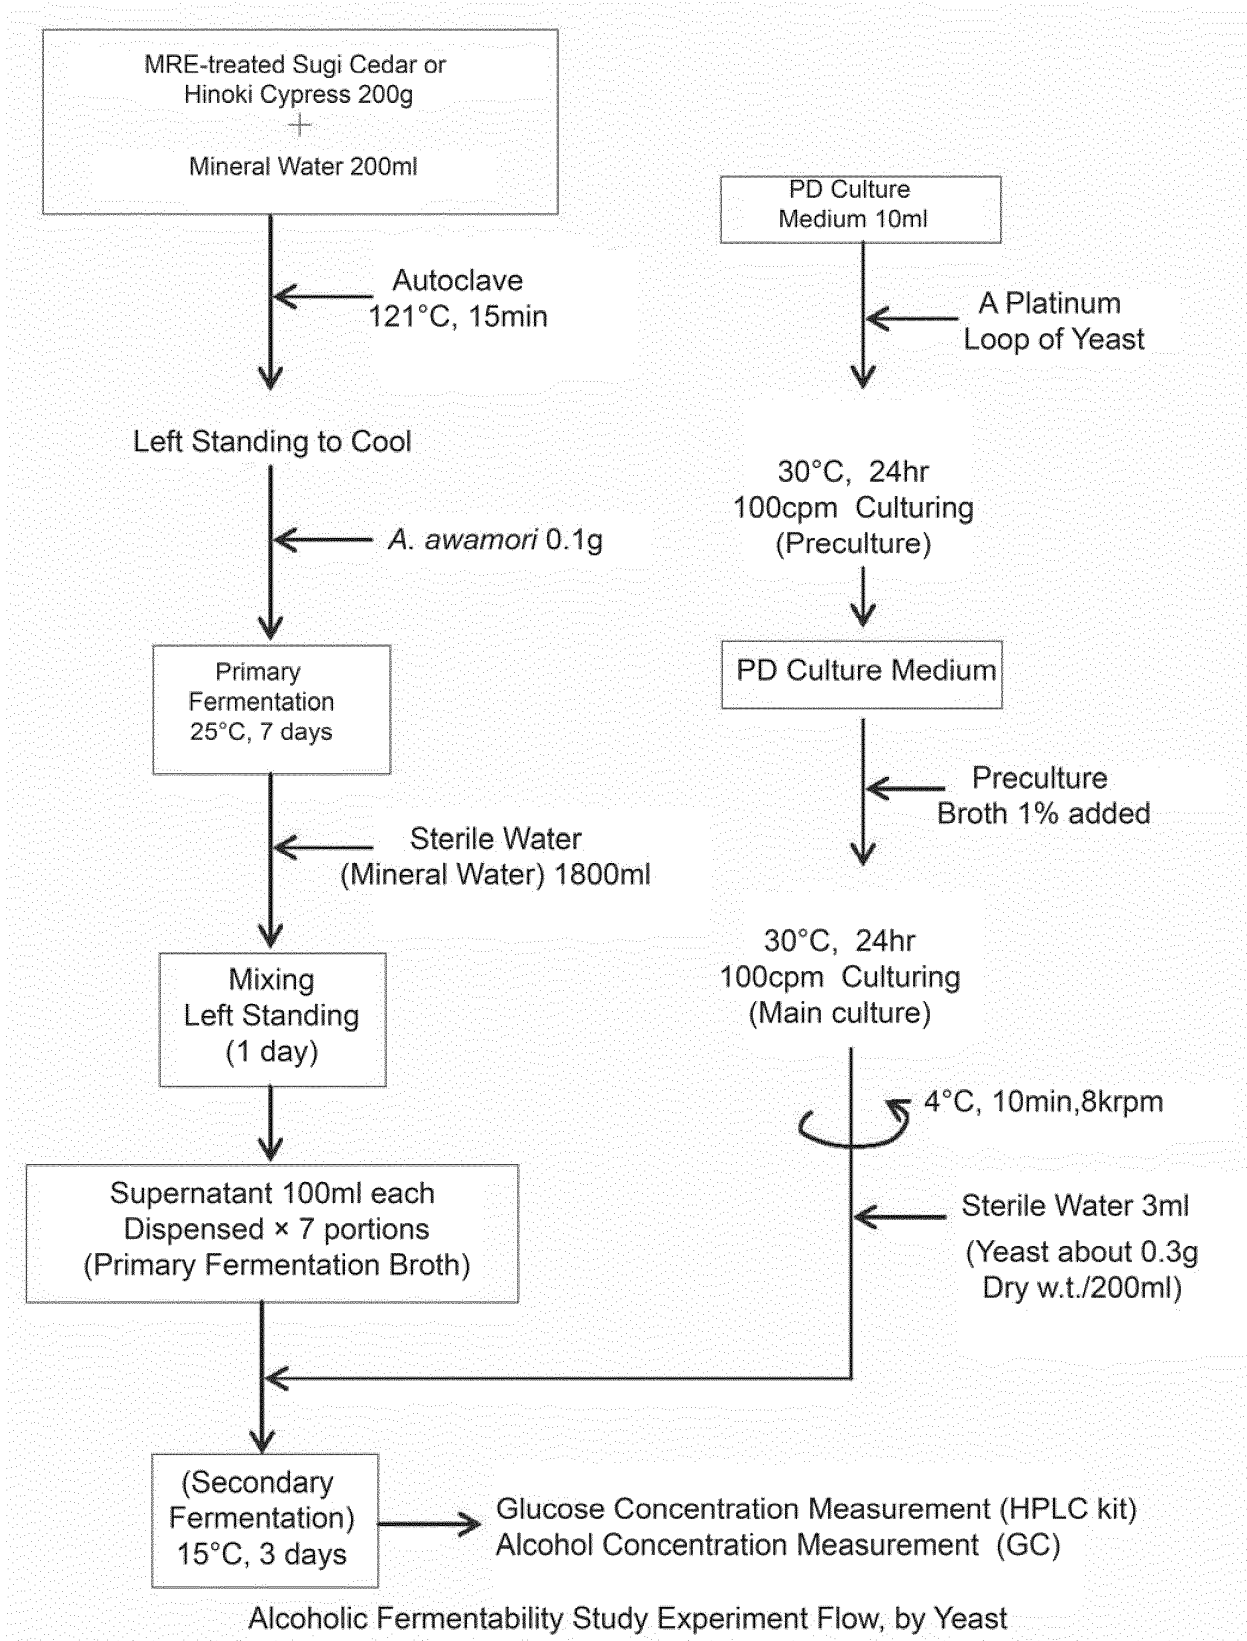 MRE-treated Sugi Cedar or
Hinoki Cypress 200g
+
Mineral Water 200ml
Autoclave
121°C, 15min
Left Standing to Cool
A. awamori 0.1g
Primary
Fermentation
25°C, 7 days
Sterile Water
(Mineral Water) 1800ml
Mixing
Left Standing
(1 day)
Supernatant 100ml each
Dispensed × 7 portions
(Primary Fermentation Broth)
PD Culture
Medium 10ml
A Platinum
Loop of Yeast
30°C, 24hr
100cpm Culturing
(Preculture)
PD Culture Medium
Preculture
Broth 1% added
30°C, 24hr
100cpm Culturing
(Main culture)
4°C, 10min,8krpm
Sterile Water 3ml
(Yeast about 0.3g
Dry w.t./200ml)
(Secondary
Fermentation)
15°C, 3 days
Glucose Concentration Measurement (HPLC kit)
Alcohol Concentration Measurement (GC)
Alcoholic Fermentability Study Experiment Flow, by Yeast